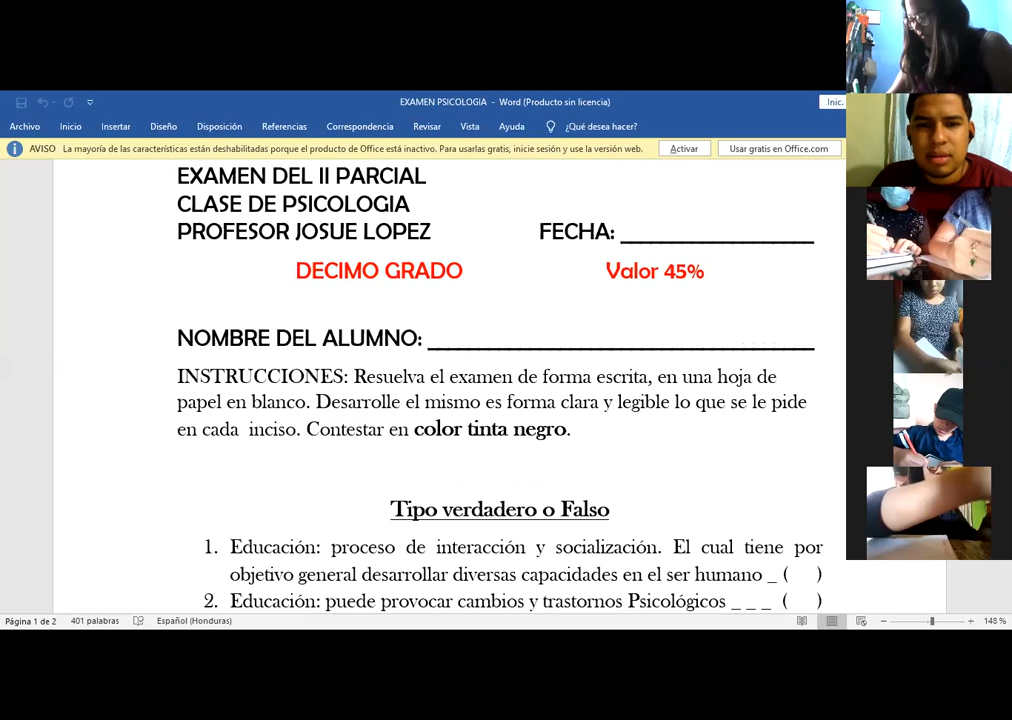 EXAMEN PSICOLOGIA - Word (Producto sin licencia)
Inic.
Archivo Inicio Insertar Diseño Disposición Referencias Correspondencia Revisar Vista Ayuda ¿Qué desea hacer?
AVISO La mayoría de las características están deshabilitadas porque el producto de Office está inactivo. Para usarlas gratis, inicie sesión y use la versión web. Activar Usar gratis en Office.com
EXAMEN DEL II PARCIAL
CLASE DE PSICOLOGIA
PROFESOR JOSUE LOPEZ FECHA: ___________________
DECIMO GRADO Valor 45%
NOMBRE DEL ALUMNO: ______________________________________
INSTRUCCIONES: Resuelva el examen de forma escrita, en una hoja de
papel en blanco. Desarrolle el mismo es forma clara y legible lo que se le pide
en cada inciso. Contestar en color tinta negro.
Tipo verdadero o Falso
1. Educación: proceso de interacción y socialización. El cual tiene por
objetivo general desarrollar diversas capacidades en el ser humano _ ( )
2. Educación: puede provocar cambios y trastornos Psicológicos _ _ _ ( )
Página 1 de 2 401 palabras Español (Honduras) 148 %